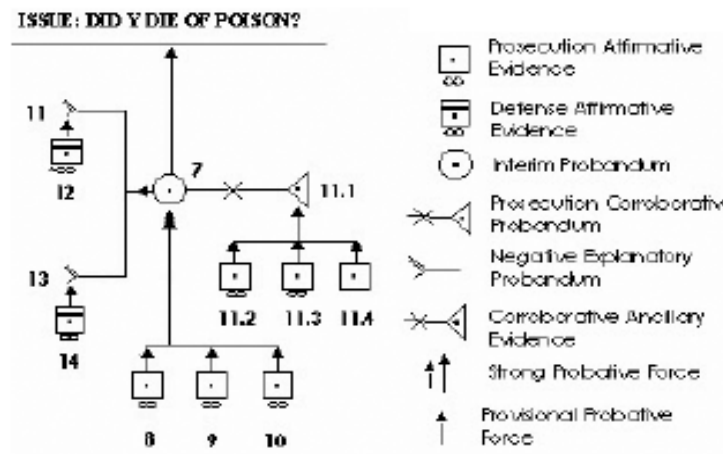 ISSUE: DID Y DIE OF POISON?
11
12
13
14
7
11.1
11.2 11.3 11.4
8 9 10
Prosecution Affirmative
Evidence
Defense Affirmative
Evidence
Interim Probandum
Prosecution Corroborative
Probandum
Negative Explanatory
Probandum
Corroborative Ancillary
Evidence
Strong Probative Force
Provisional Probative
Force